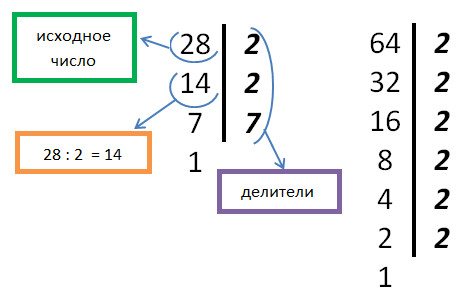 исходное
число
28 2
14 2
7 7
1
28 : 2 = 14
делители
64 2
32 2
16 2
8 2
4 2
2 2
1